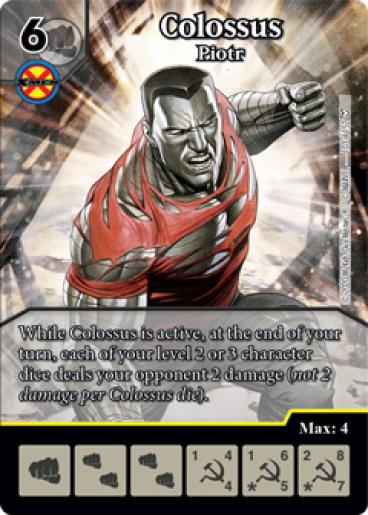 6
Colossus
Piotr
X-MEN
While Colossus is active, at the end of your
turn, each of your level 2 or 3 character
dice deals your opponent 2 damage (not 2
damage per Colossus die).
Max: 4
1 4 4
1 6 * 5
2 8 * 7